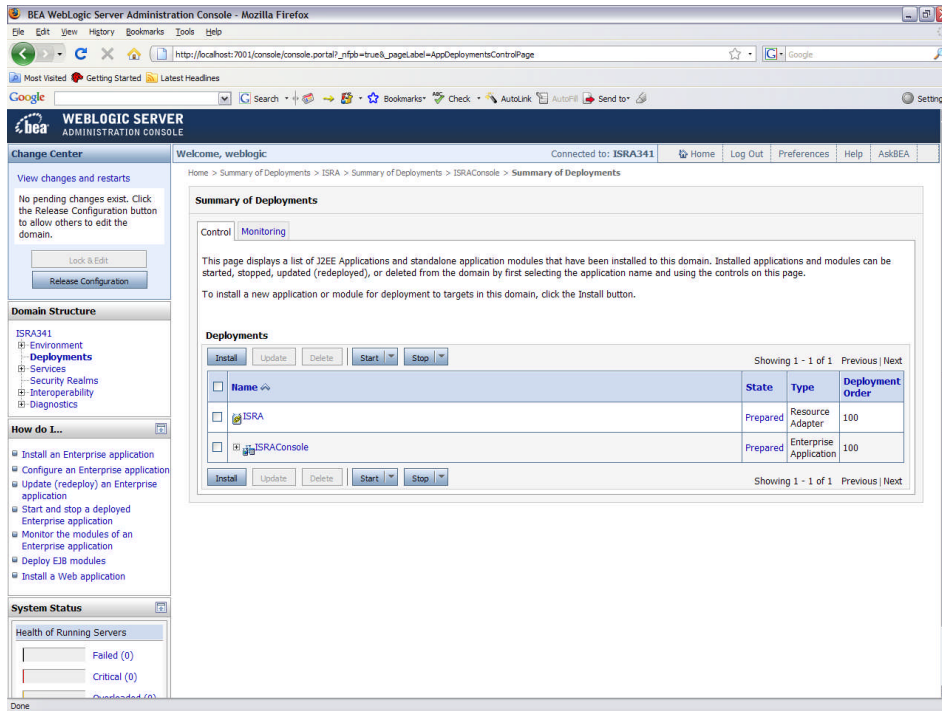 BEA WebLogic Server Administration Console - Mozilla Firefox
File Edit View History Bookmarks Tools Help
http://localhost:7001/console/console.portal?_nfpb=true&_pageLabel=AppDeploymentsControlPage
Google
Most Visited Getting Started Latest Headlines
Google Search Bookmarks Check AutoLink AutoFill Send to
bea WEBLOGIC SERVER
ADMINISTRATION CONSOLE
Change Center
View changes and restarts
No pending changes exist. Click
the Release Configuration button
to allow others to edit the
domain.
Lock & Edit
Release Configuration
Domain Structure
ISRA341
Environment
Deployments
Services
Security Realms
Interoperability
Diagnostics
How do I...
Install an Enterprise application
Configure an Enterprise application
Update (redeploy) an Enterprise
application
Start and stop a deployed
Enterprise application
Monitor the modules of an
Enterprise application
Deploy EJB modules
Install a Web application
System Status
Health of Running Servers
Failed (0)
Critical (0)
Overloaded (0)
Welcome, weblogic Connected to: ISRA341 Home Log Out Preferences Help AskBEA
Home > Summary of Deployments > ISRA > Summary of Deployments > ISRAConsole > Summary of Deployments
Summary of Deployments
Control Monitoring
This page displays a list of J2EE Applications and standalone application modules that have been installed to this domain. Installed applications and modules can be
started, stopped, updated (redeployed), or deleted from the domain by first selecting the application name and using the controls on this page.
To install a new application or module for deployment to targets in this domain, click the Install button.
Deployments
Install Update Delete Start Stop Showing 1 - 1 of 1 Previous | Next
Name State Type Deployment
Order
ISRA Prepared Resource
Adapter 100
ISRAConsole Prepared Enterprise
Application 100
Install Update Delete Start Stop Showing 1 - 1 of 1 Previous | Next
Done